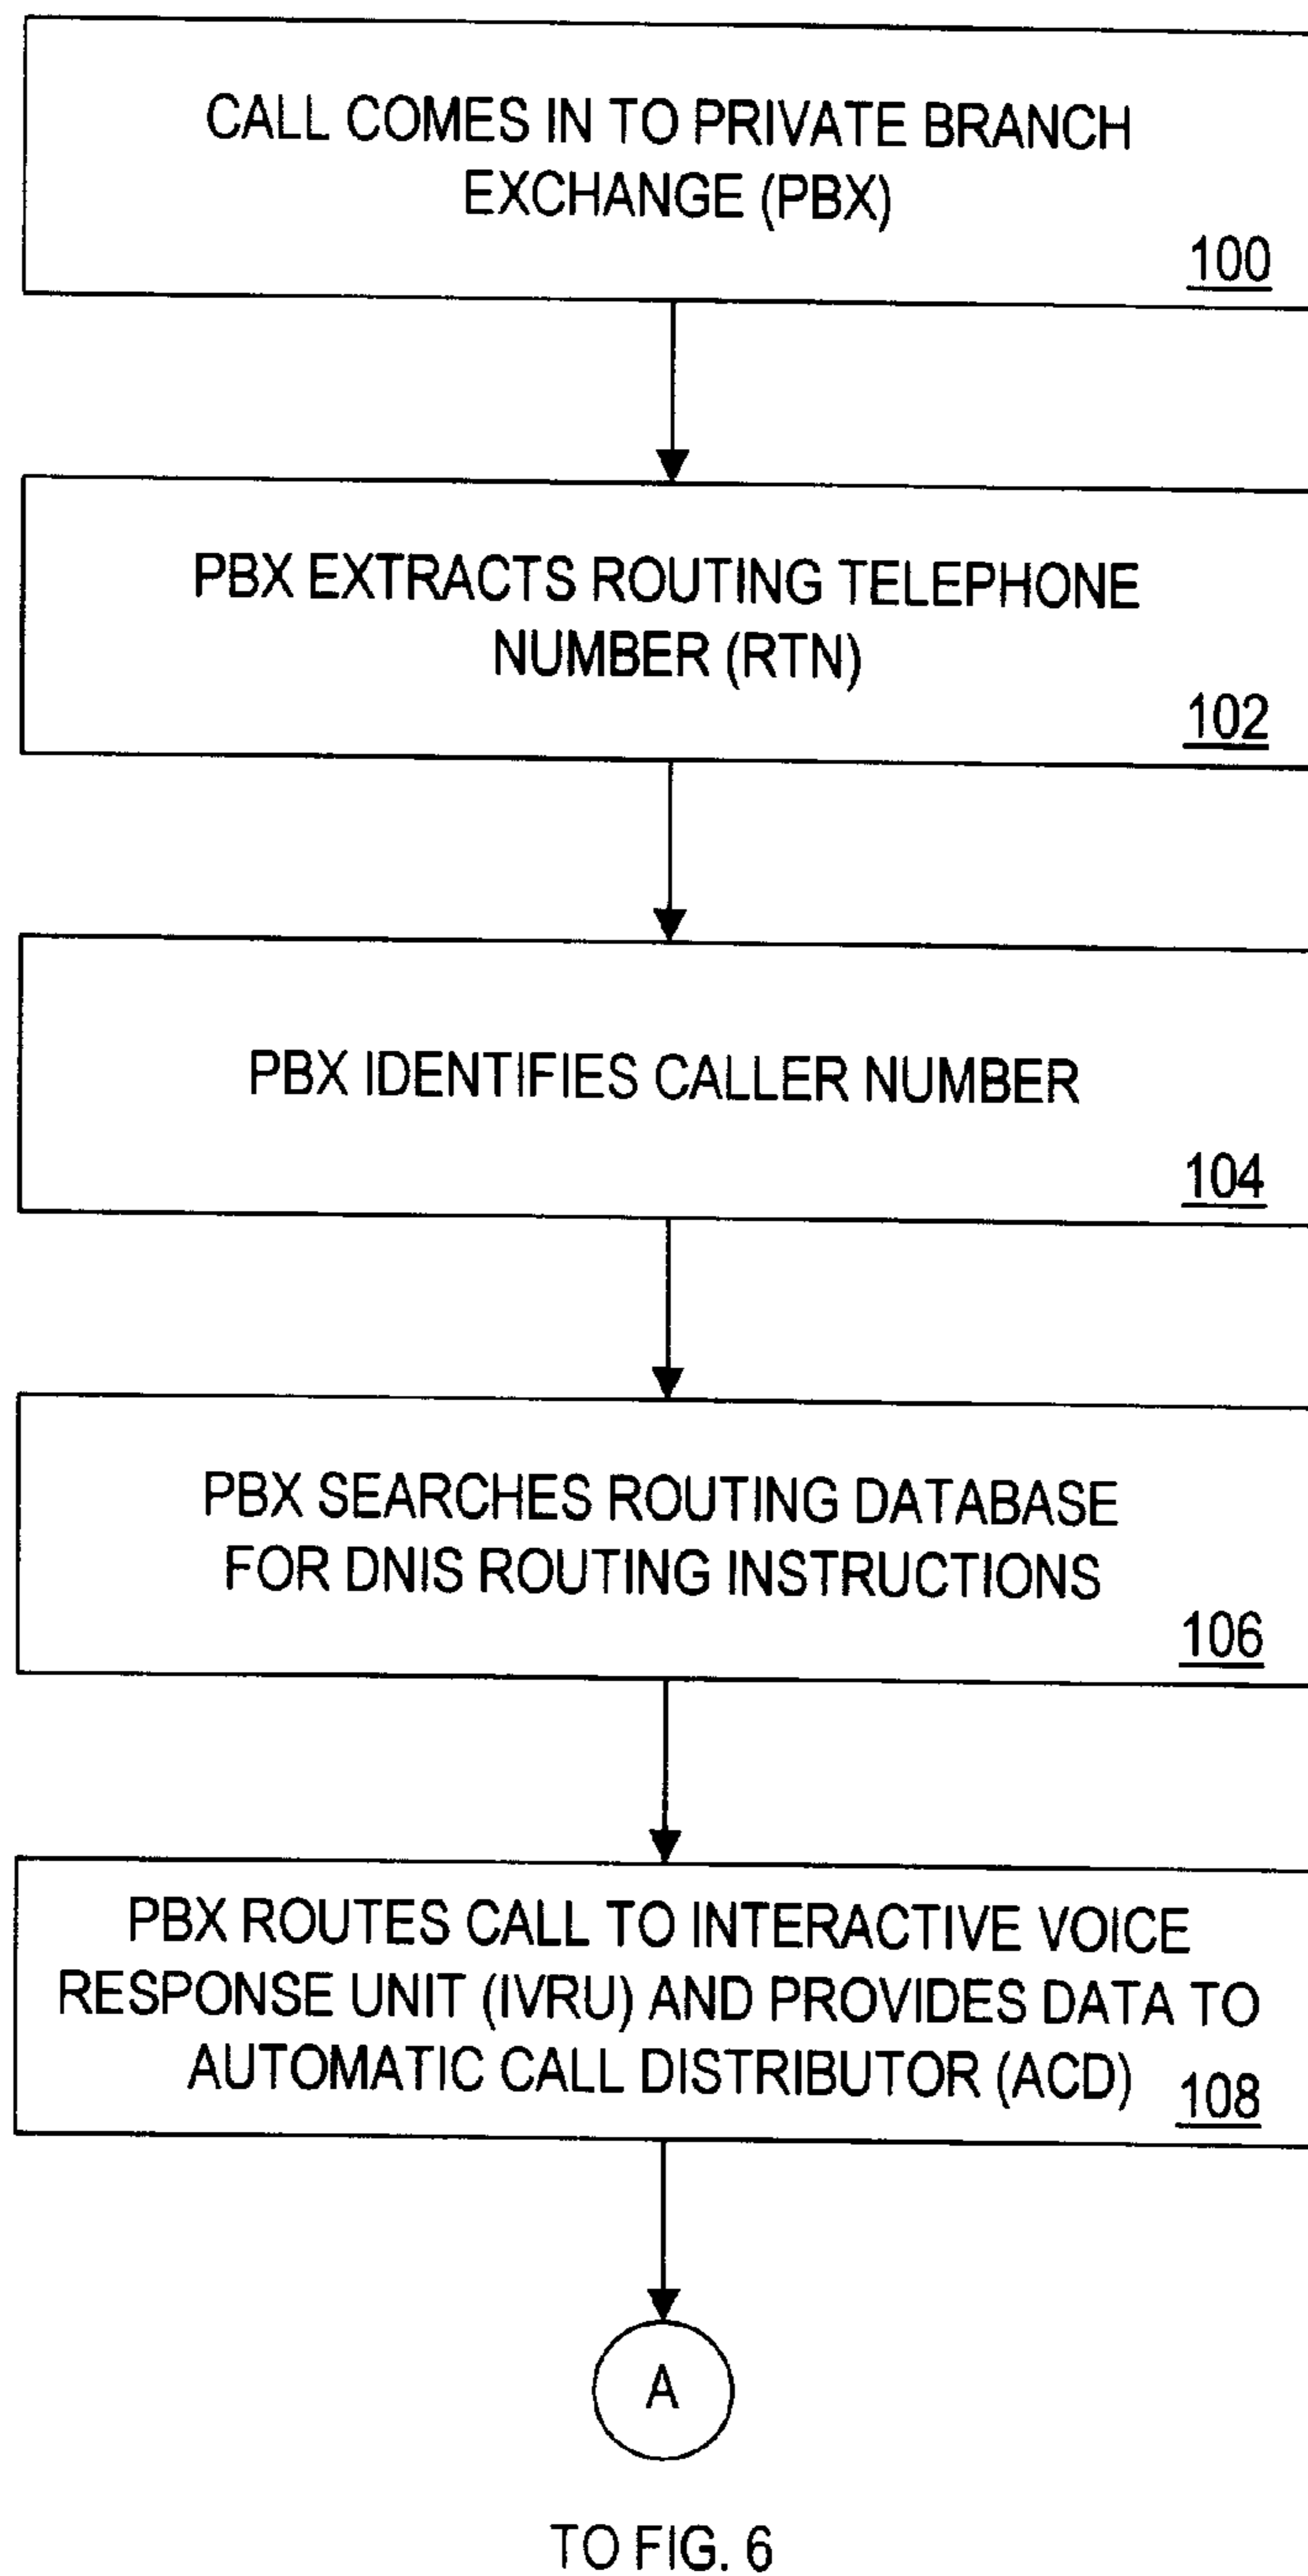 CALL COMES IN TO PRIVATE BRANCH
EXCHANGE (PBX)
100
PBX EXTRACTS ROUTING TELEPHONE
NUMBER (RTN)
102
PBX IDENTIFIES CALLER NUMBER
104
PBX SEARCHES ROUTING DATABASE
FOR DNIS ROUTING INSTRUCTIONS
106
PBX ROUTES CALL TO INTERACTIVE VOICE
RESPONSE UNIT (IVRU) AND PROVIDES DATA TO
AUTOMATIC CALL DISTRIBUTOR (ACD)
108
A
TO FIG. 6